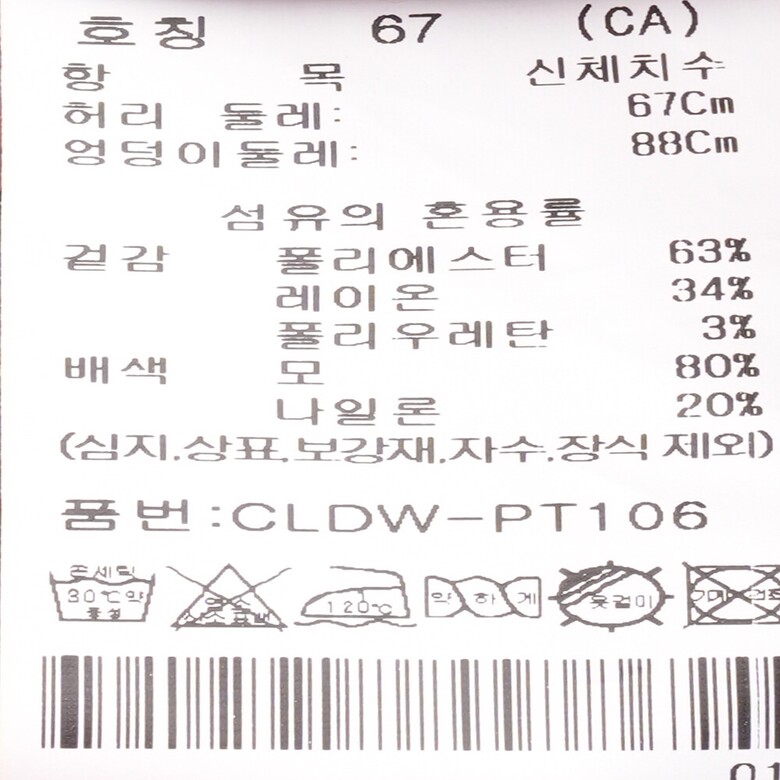 호칭 67 (CA)
항 목 신체치수
허리 둘레: 67Cm
엉덩이둘레: 88Cm
섬유의 혼용률
겉감 폴리에스터 63%
레이온 34%
폴리우레탄 3%
배색 모 80%
나일론 20%
(심지.상표.보강재.자수.장식 제외)
품번:CLDW-PT106
30℃약
중성
120℃
약하게
옷걸이
01